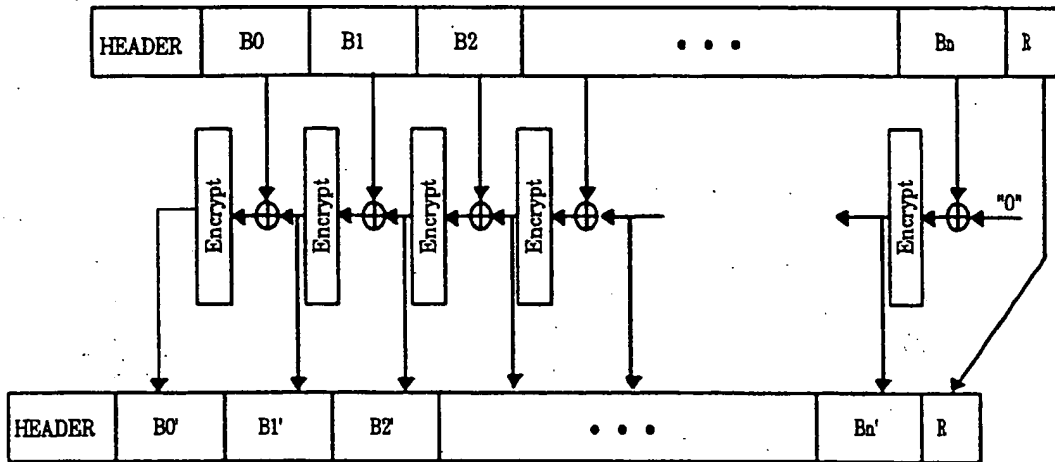 HEADER B0 B1 B2 • • • Bn R
Encrypt Encrypt Encrypt Encrypt Encrypt "0"
HEADER B0' B1' B2' • • • Bn' R